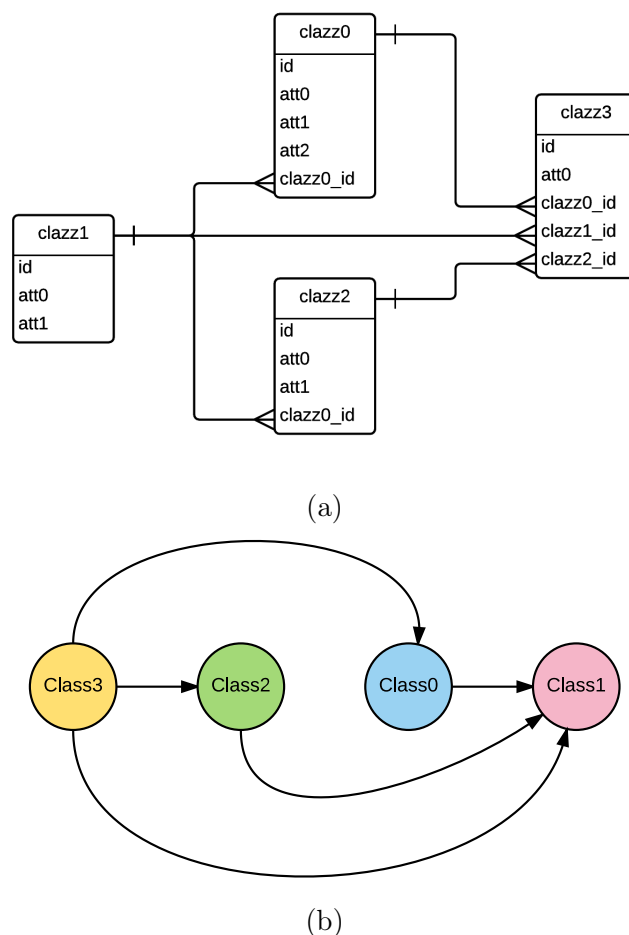 clazz0
id
att0
att1
att2
clazz0_id
clazz3
id
att0
clazz0_id
clazz1_id
clazz2_id
clazz1
id
att0
att1
clazz2
id
att0
att1
clazz0_id
(a)
Class3
Class2
Class0
Class1
(b)